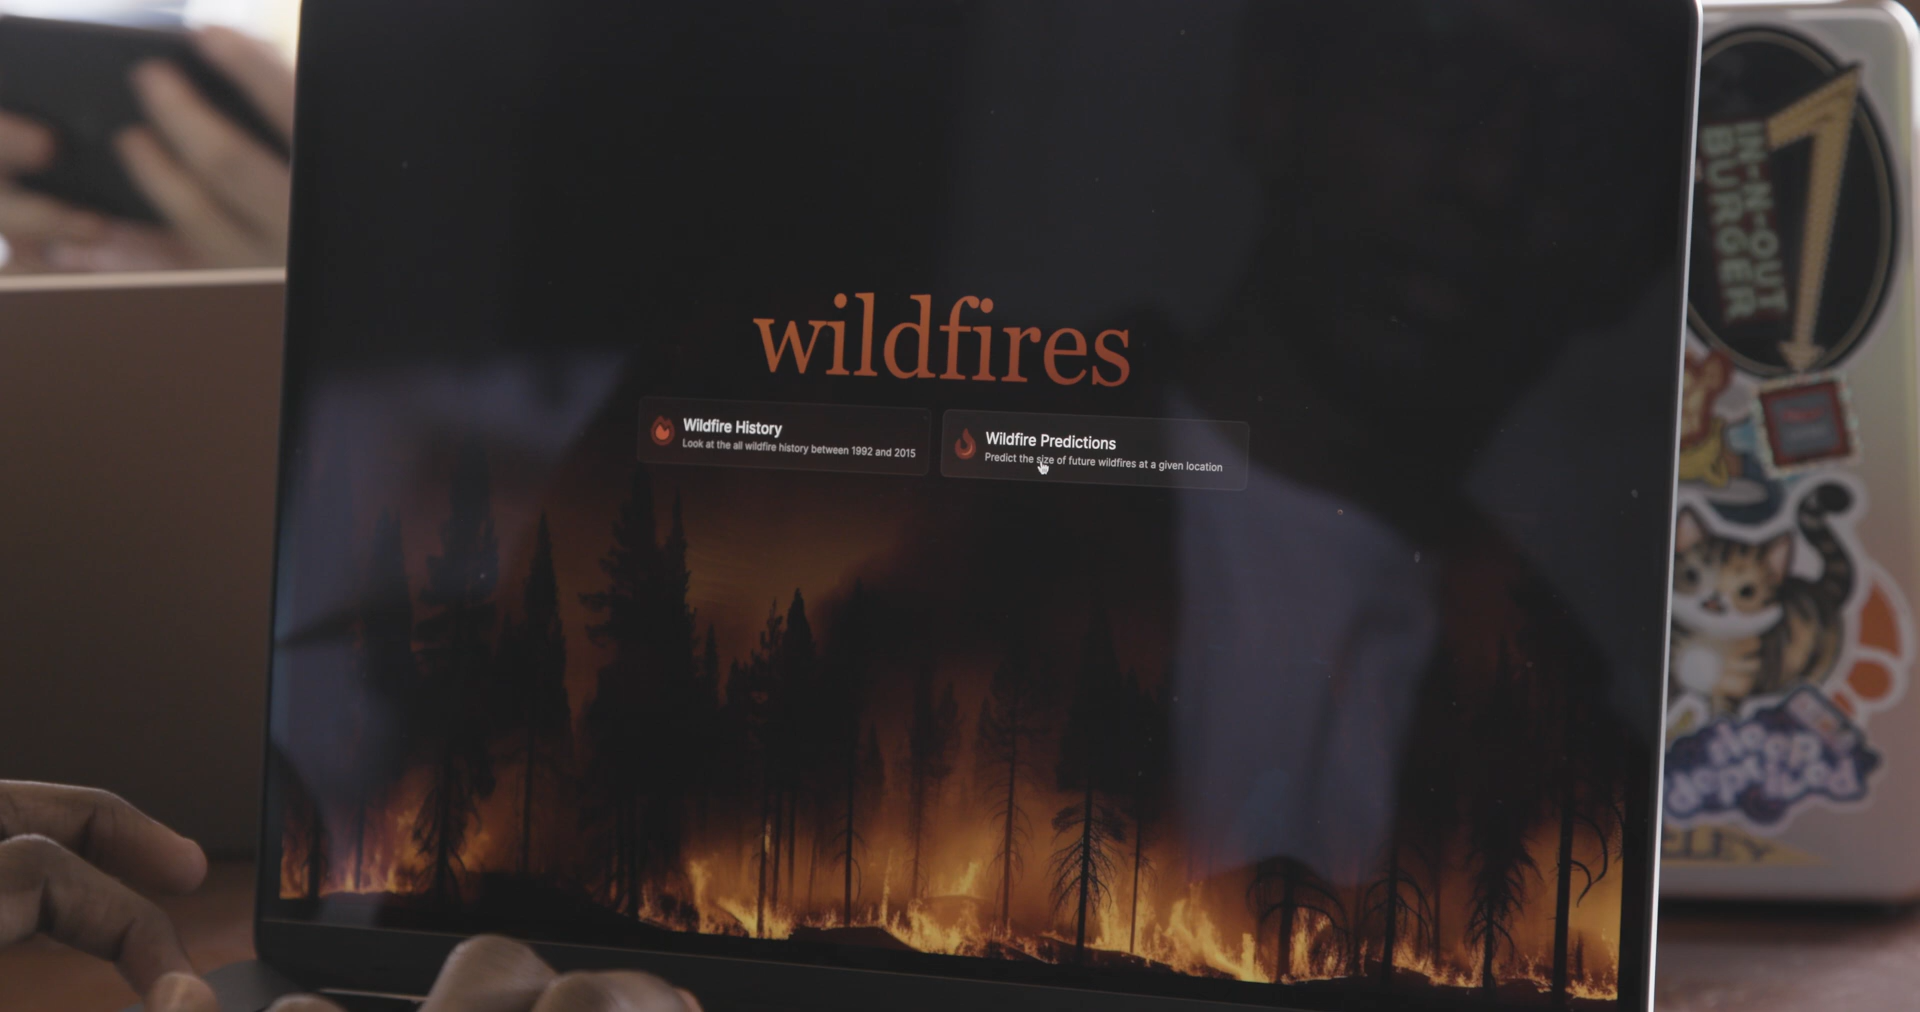 wildfires
Wildfire History
Look at the all wildfire history between 1992 and 2015
Wildfire Predictions
Predict the size of future wildfires at a given location
IN-N-OUT
BURGER